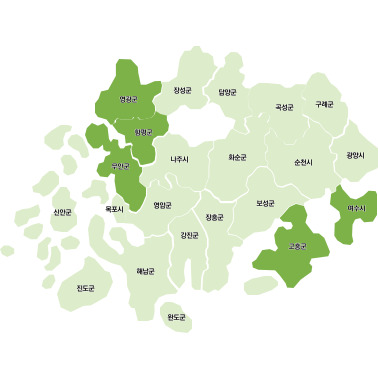 장성군
담양군
영광군
곡성군
구례군
함평군
나주시
화순군
순천시
광양시
무안군
영암군
목포시
신안군
장흥군
보성군
여수시
강진군
고흥군
해남군
진도군
완도군